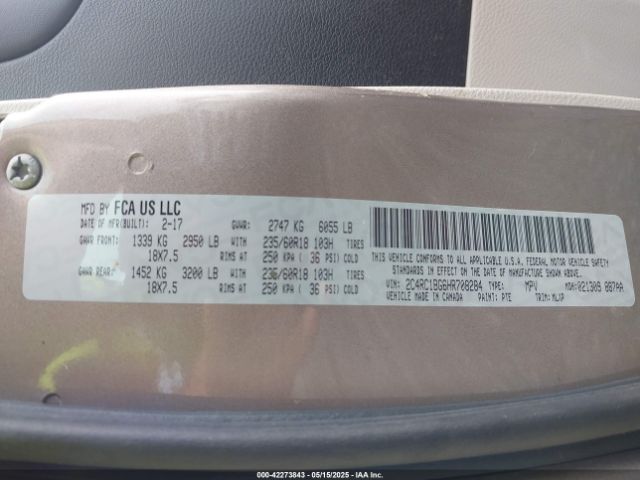 MFD BY FCA US LLC
DATE OF MFR(BUILT): 2-17 GVWR: 2747 KG 6055 LB
GAWR FRONT: 1339 KG 2950 LB WITH 235/60R18 103H TIRES
18X7.5 RIMS AT 250 KPA ( 36 PSI) COLD
GAWR REAR: 1452 KG 3200 LB WITH 235/60R18 103H TIRES
18X7.5 RIMS AT 250 KPA ( 36 PSI) COLD
THIS VEHICLE CONFORMS TO ALL APPLICABLE U.S.A. FEDERAL MOTOR VEHICLE SAFETY
STANDARDS IN EFFECT ON THE DATE OF MANUFACTURE SHOWN ABOVE.
VIN: 2C4RC1BG6HR708284 TYPE: MPV MDH:021309 887AA
VEHICLE MADE IN CANADA PAINT: PTE TRIM: MLVP
000-42273843 - 05/15/2025 - IAA